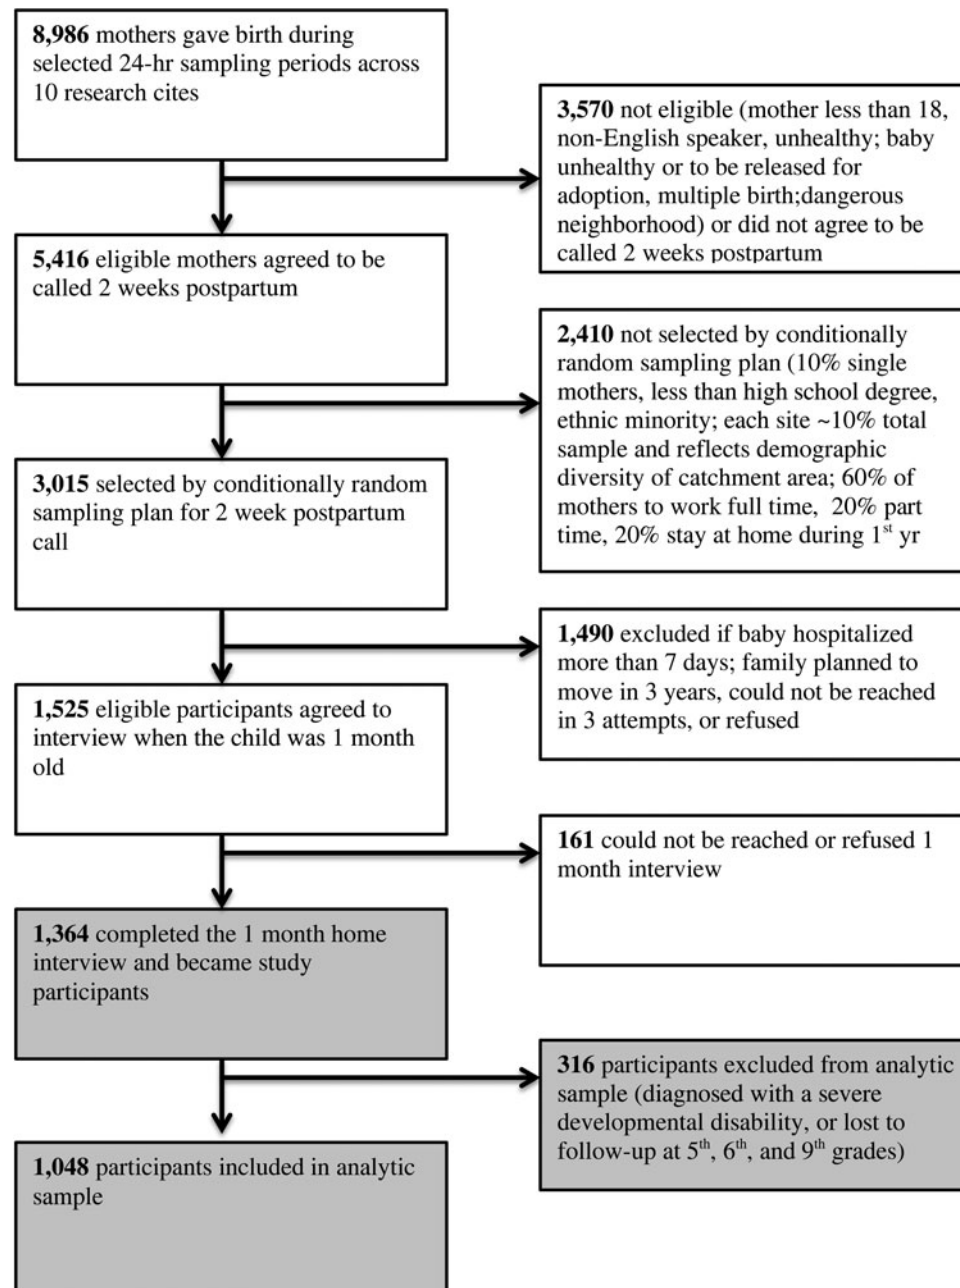 8,986 mothers gave birth during
selected 24-hr sampling periods across
10 research cites
3,570 not eligible (mother less than 18,
non-English speaker, unhealthy; baby
unhealthy or to be released for
adoption, multiple birth;dangerous
neighborhood) or did not agree to be
called 2 weeks postpartum
5,416 eligible mothers agreed to be
called 2 weeks postpartum
2,410 not selected by conditionally
random sampling plan (10% single
mothers, less than high school degree,
ethnic minority; each site ~10% total
sample and reflects demographic
diversity of catchment area; 60% of
mothers to work full time, 20% part
time, 20% stay at home during 1st yr
3,015 selected by conditionally random
sampling plan for 2 week postpartum
call
1,490 excluded if baby hospitalized
more than 7 days; family planned to
move in 3 years, could not be reached
in 3 attempts, or refused
1,525 eligible participants agreed to
interview when the child was 1 month
old
161 could not be reached or refused 1
month interview
1,364 completed the 1 month home
interview and became study
participants
316 participants excluded from analytic
sample (diagnosed with a severe
developmental disability, or lost to
follow-up at 5th, 6th, and 9th grades)
1,048 participants included in analytic
sample